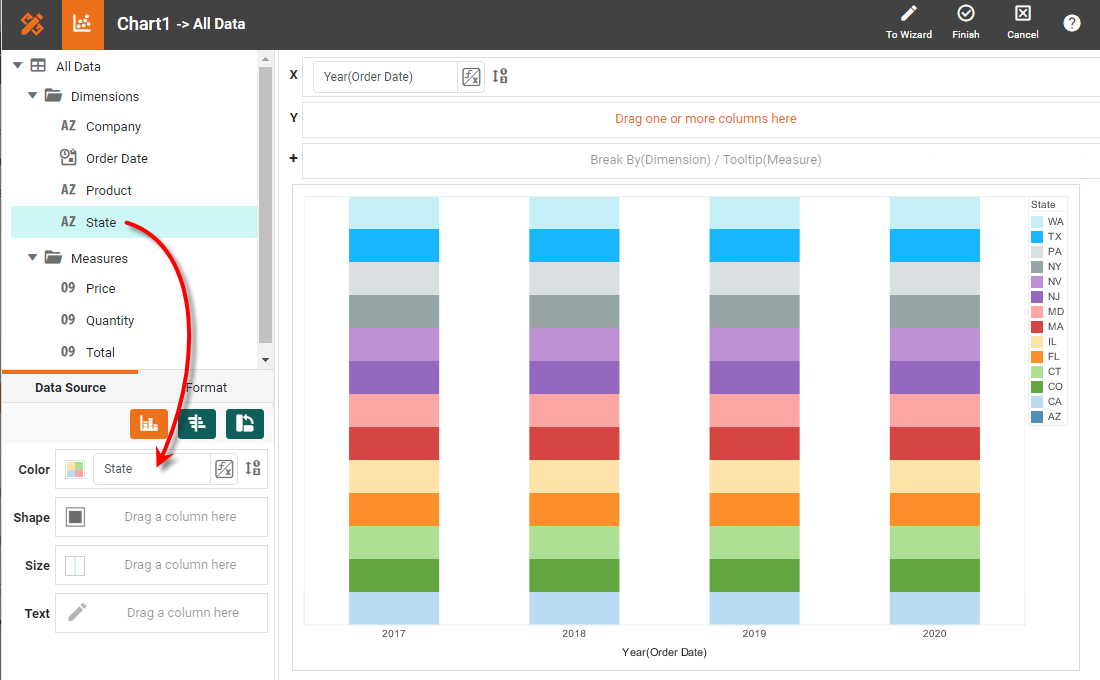 Chart1 -> All Data
To Wizard
Finish
Cancel
?
All Data
Dimensions
AZ Company
Order Date
AZ Product
AZ State
Measures
09 Price
09 Quantity
09 Total
Data Source
Format
Color
State
Shape
Drag a column here
Size
Drag a column here
Text
Drag a column here
X
Year(Order Date)
Y
Drag one or more columns here
+
Break By(Dimension) / Tooltip(Measure)
State
WA
TX
PA
NY
NV
NJ
MD
MA
IL
FL
CT
CO
CA
AZ
2017
2018
2019
2020
Year(Order Date)